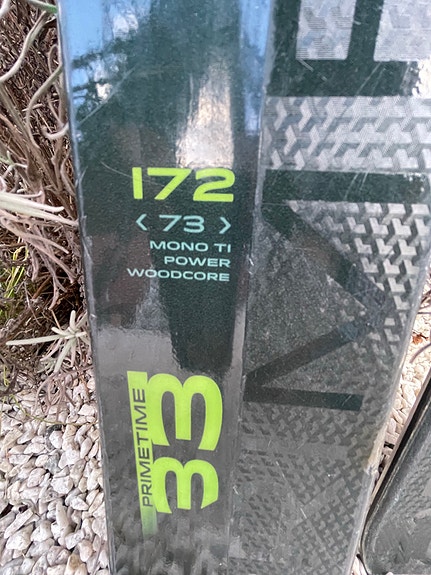 172
< 73 >
MONO TI
POWER
WOODCORE
PRIMETIME
33